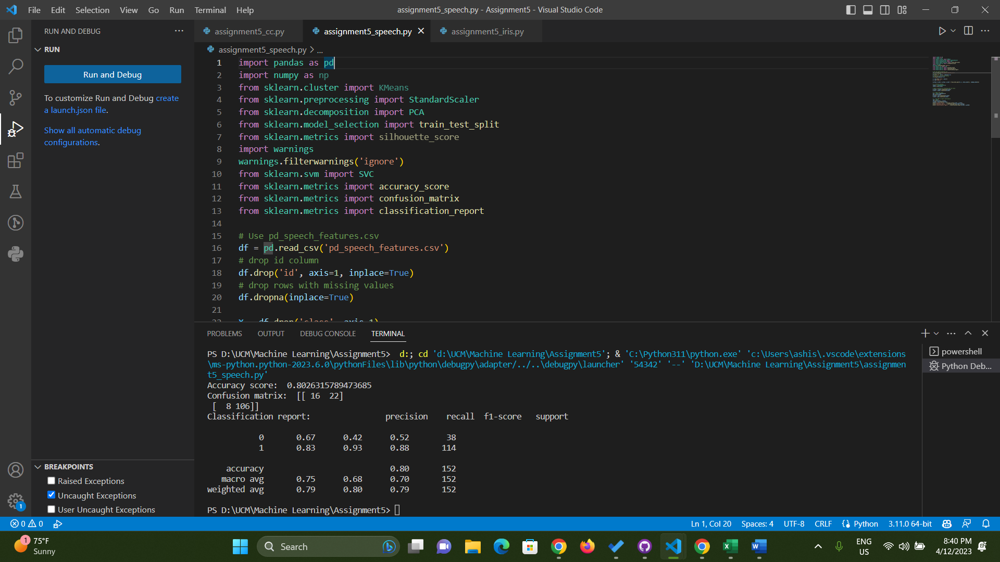 File Edit Selection View Go Run Terminal Help
assignment5_speech.py - Assignment5 - Visual Studio Code
RUN AND DEBUG
RUN
Run and Debug
To customize Run and Debug create
a launch.json file.
Show all automatic debug
configurations.
assignment5_cc.py
assignment5_speech.py
assignment5_iris.py
assignment5_speech.py > ...
1 import pandas as pd
2 import numpy as np
3 from sklearn.cluster import KMeans
4 from sklearn.preprocessing import StandardScaler
5 from sklearn.decomposition import PCA
6 from sklearn.model_selection import train_test_split
7 from sklearn.metrics import silhouette_score
8 import warnings
9 warnings.filterwarnings('ignore')
10 from sklearn.svm import SVC
11 from sklearn.metrics import accuracy_score
12 from sklearn.metrics import confusion_matrix
13 from sklearn.metrics import classification_report
14
15 # Use pd_speech_features.csv
16 df = pd.read_csv('pd_speech_features.csv')
17 # drop id column
18 df.drop('id', axis=1, inplace=True)
19 # drop rows with missing values
20 df.dropna(inplace=True)
21
22 X = df.drop('class', axis=1)
PROBLEMS OUTPUT DEBUG CONSOLE TERMINAL
PS D:\UCM\Machine Learning\Assignment5>  d:; cd 'd:\UCM\Machine Learning\Assignment5'; & 'C:\Python311\python.exe' 'c:\Users\ashis\.vscode\extensions
\ms-python.python-2023.6.0\pythonFiles\lib\python\debugpy\adapter/../..\debugpy\launcher' '54342' '--' 'D:\UCM\Machine Learning\Assignment5\assignmen
t5_speech.py'
Accuracy score:  0.8026315789473685
Confusion matrix:  [[ 16  22]
 [  8 106]]
Classification report:                precision    recall  f1-score   support
0       0.67      0.42      0.52        38
1       0.83      0.93      0.88       114
accuracy                           0.80       152
macro avg       0.75      0.68      0.70       152
weighted avg       0.79      0.80      0.79       152
PS D:\UCM\Machine Learning\Assignment5>
powershell
Python Deb...
BREAKPOINTS
Raised Exceptions
Uncaught Exceptions
User Uncaught Exceptions
1
0 0
Ln 1, Col 20 Spaces: 4 UTF-8 CRLF Python 3.11.0 64-bit
1
75°F
Sunny
Search
ENG
US
8:40 PM
4/12/2023